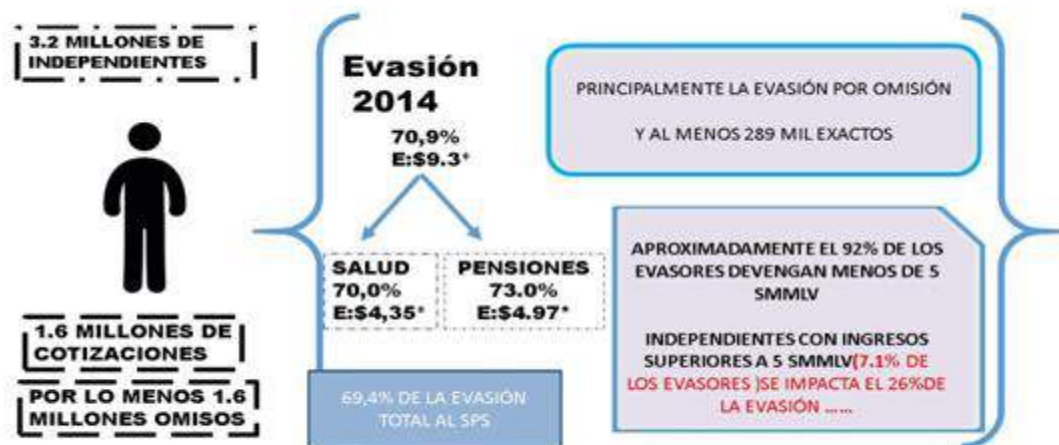 3.2 MILLONES DE
INDEPENDIENTES
1.6 MILLONES DE
COTIZACIONES
POR LO MENOS 1.6
MILLONES OMISOS
Evasión
2014
70,9%
E:$9.3*
SALUD
70,0%
E:$4,35*
PENSIONES
73.0%
E:$4.97*
69,4% DE LA EVASIÓN
TOTAL AL SPS
PRINCIPALMENTE LA EVASIÓN POR OMISIÓN
Y AL MENOS 289 MIL EXACTOS
APROXIMADAMENTE EL 92% DE LOS
EVASORES DEVENGAN MENOS DE 5
SMMLV
INDEPENDIENTES CON INGRESOS
SUPERIORES A 5 SMMLV(7.1% DE
LOS EVASORES )SE IMPACTA EL 26%DE
LA EVASIÓN ......